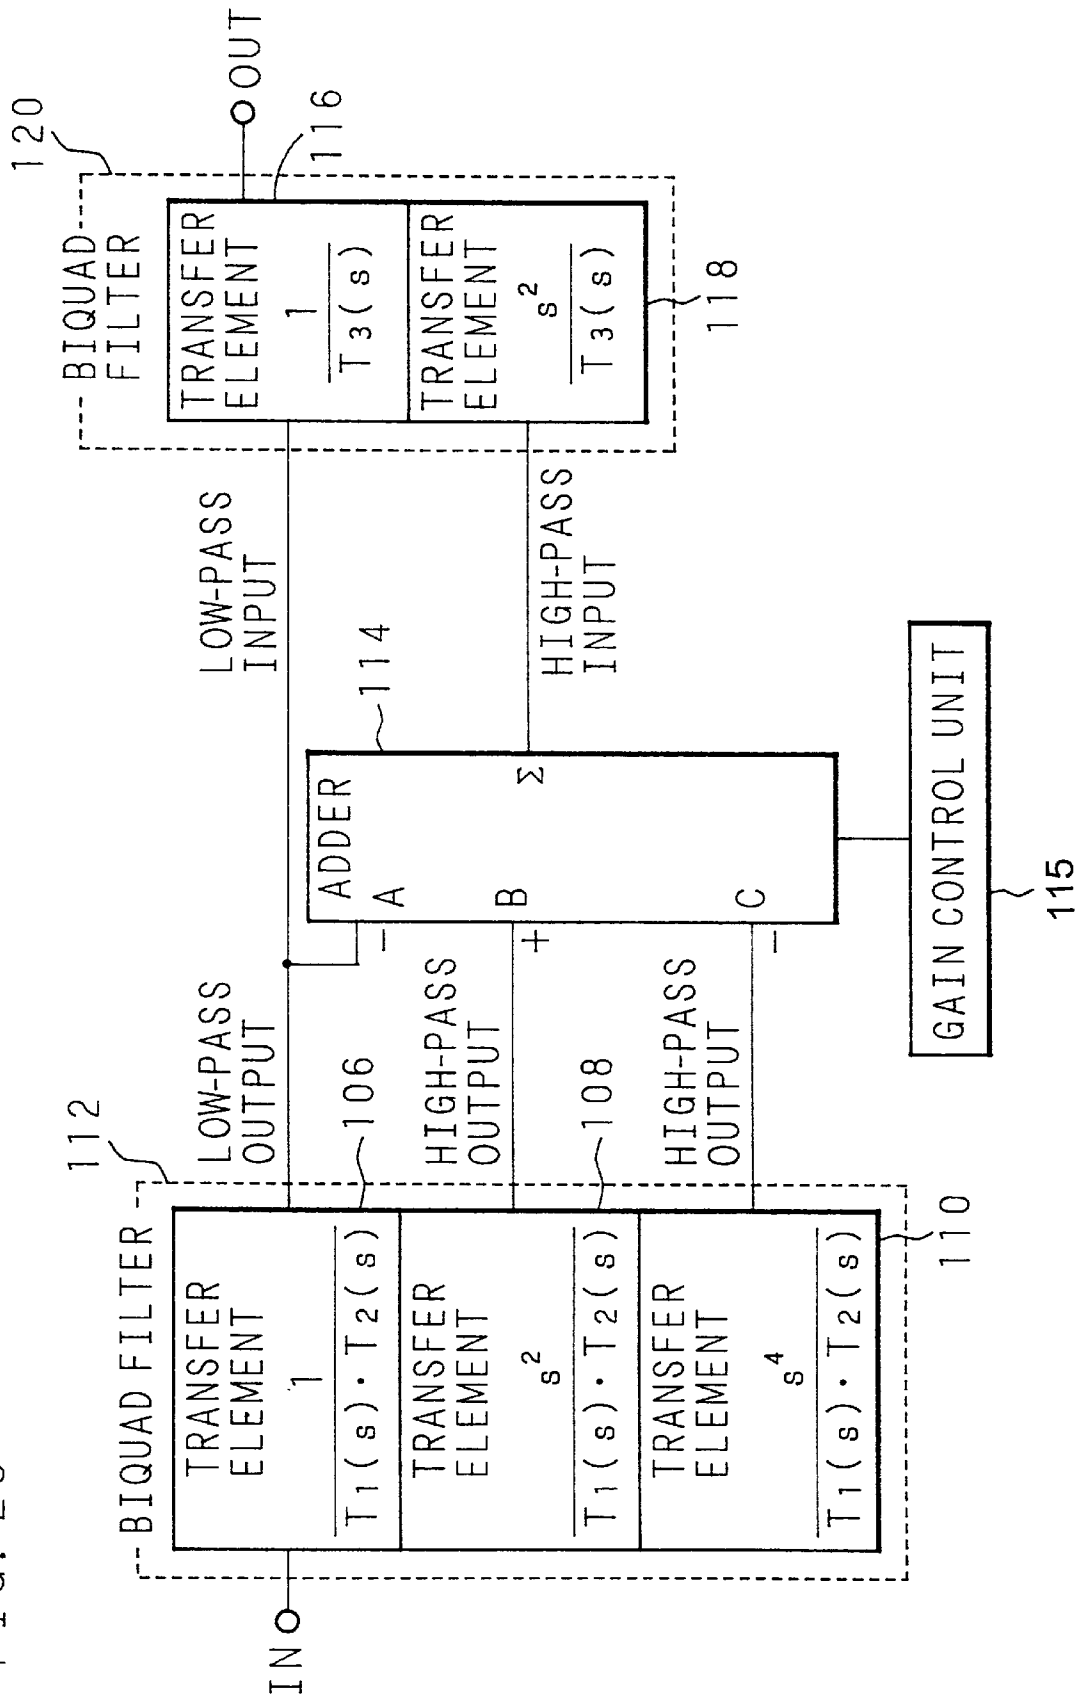 112
BIQUAD FILTER
IN
TRANSFER
ELEMENT
1
T1(s)·T2(s)
TRANSFER
ELEMENT
s2
T1(s)·T2(s)
TRANSFER
ELEMENT
s4
T1(s)·T2(s)
110
LOW-PASS
OUTPUT
106
HIGH-PASS
OUTPUT
108
HIGH-PASS
OUTPUT
ADDER
A
−
B
+
C
−
Σ
114
GAIN CONTROL UNIT
115
LOW-PASS
INPUT
HIGH-PASS
INPUT
120
BIQUAD
FILTER
TRANSFER
ELEMENT
1
T3(s)
TRANSFER
ELEMENT
s2
T3(s)
OUT
116
118